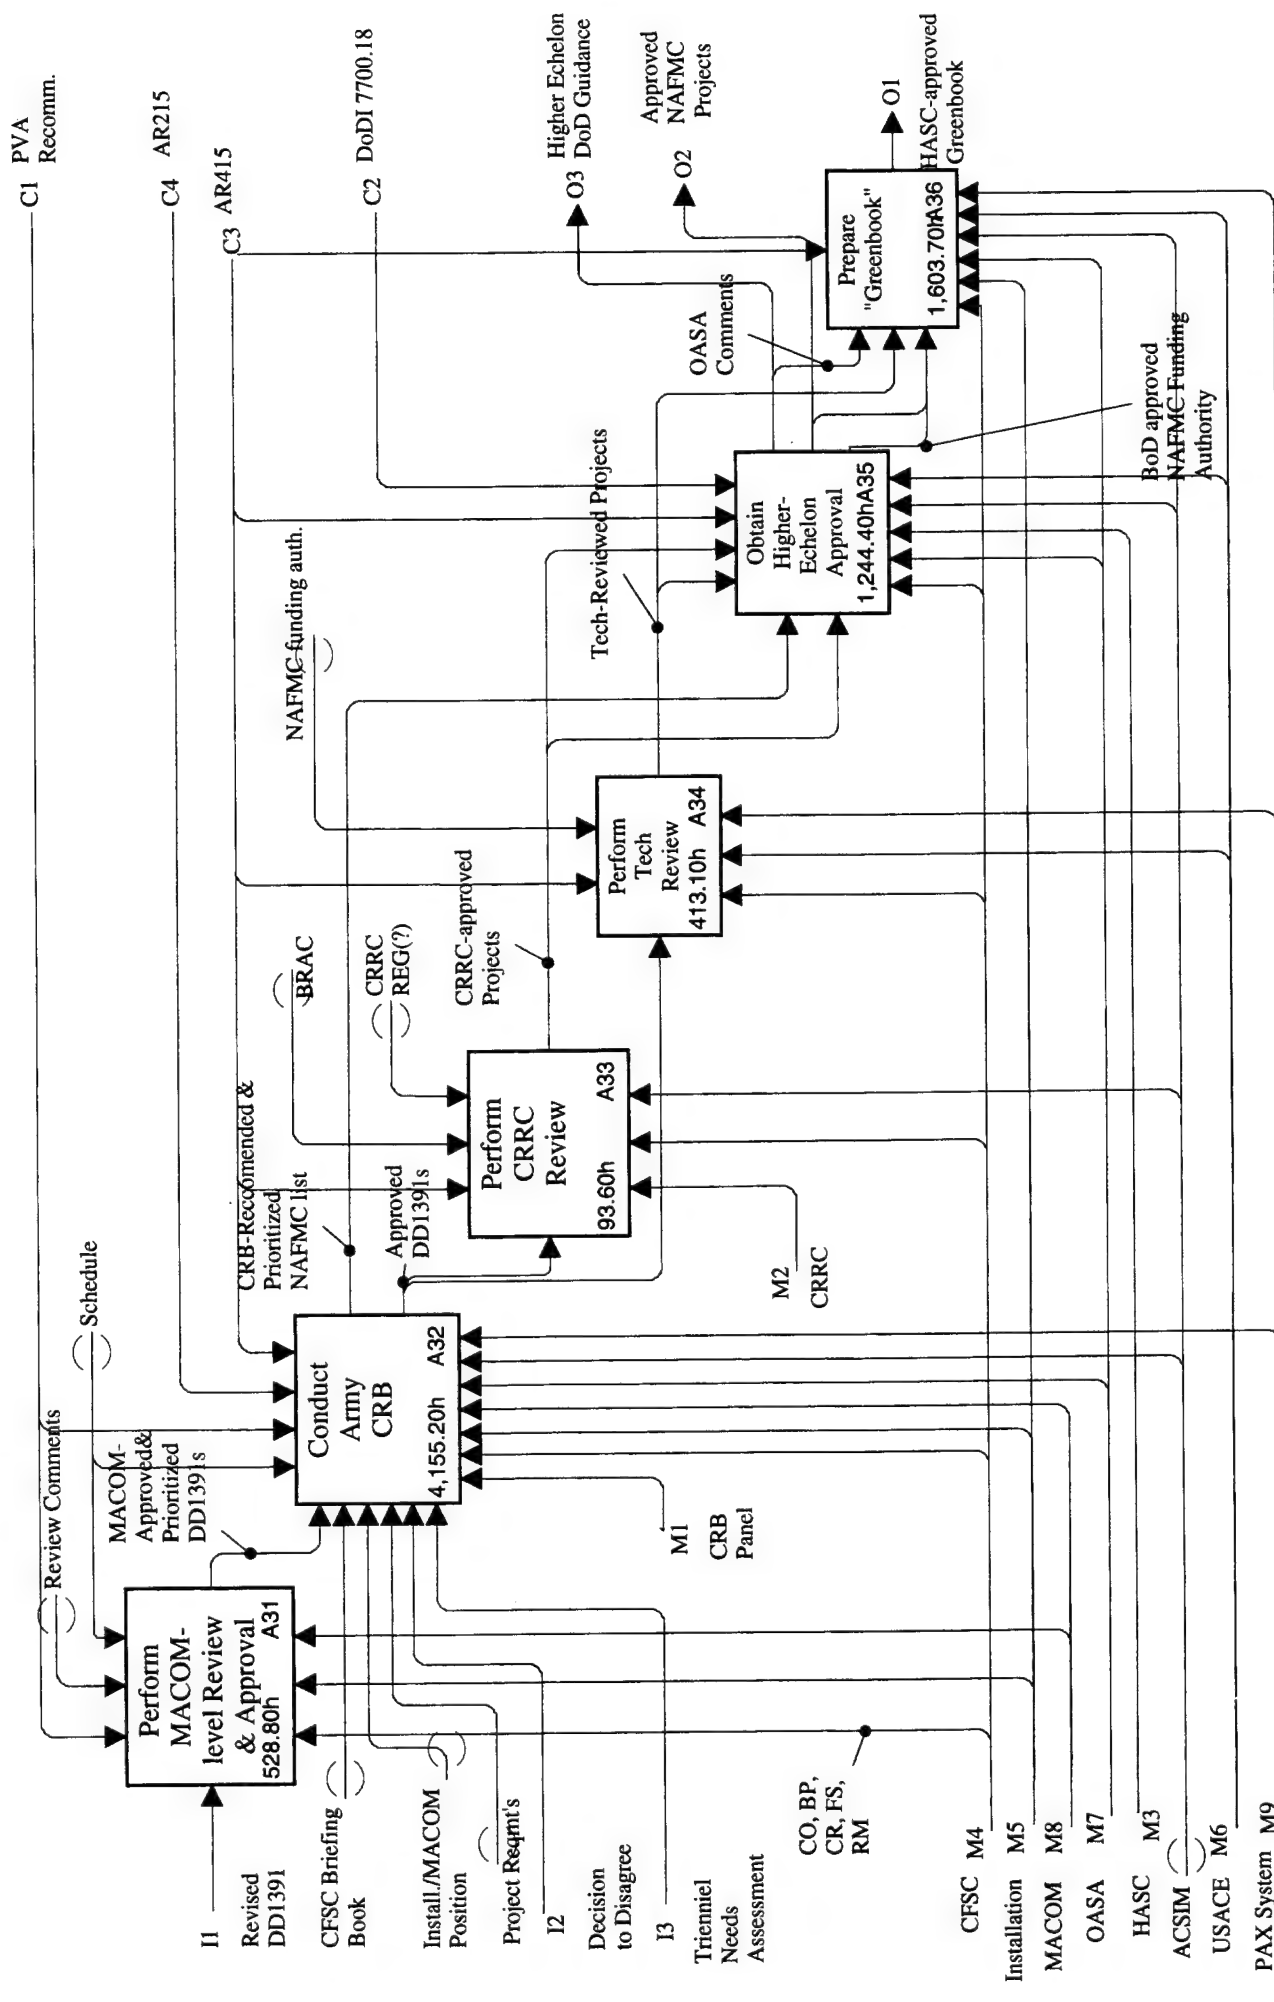 C1
PVA
Recomm.
C4
AR215
C3
AR415
C2
DoDI 7700.18
Review Comments
Schedule
MACOM-
Approved&
Prioritized
DD1391s
CRB-Reccomended &
Prioritized
NAFMC list
Approved
DD1391s
BRAC
CRRC
REG(?)
CRRC-approved
Projects
NAFMC funding auth.
Tech-Reviewed Projects
OASA
Comments
Higher Echelon
DoD Guidance
O3
Approved
NAFMC
Projects
O2
O1
HASC-approved
Greenbook
BoD approved
NAFMC Funding
Authority
Perform
MACOM-
level Review
& Approval
528.80h
A31
Conduct
Army
CRB
4,155.20h
A32
Perform
CRRC
Review
93.60h
A33
Perform
Tech
Review
413.10h
A34
Obtain
Higher-
Echelon
Approval
1,244.40h
A35
Prepare
"Greenbook"
1,603.70h
A36
I1
Revised
DD1391
CFSC Briefing
Book
Install./MACOM
Position
Project Reqmt's
I2
Decision
to Disagree
I3
Trienniel
Needs
Assessment
M1
CRB
Panel
M2
CRRC
CO, BP,
CR, FS,
RM
CFSC M4
Installation M5
MACOM M8
OASA M7
HASC M3
ACSIM
USACE M6
PAX System M9